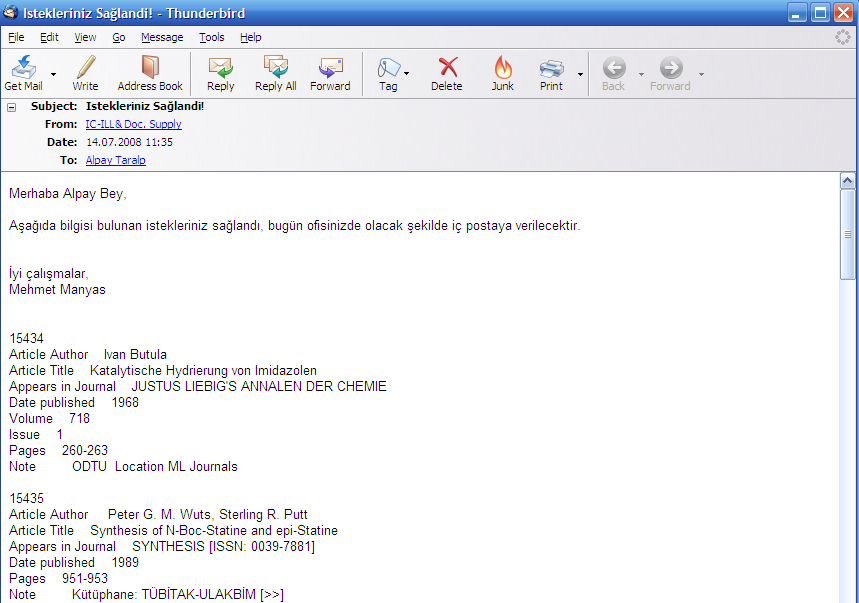 Istekleriniz Sağlandi! - Thunderbird
File Edit View Go Message Tools Help
Get Mail Write Address Book Reply Reply All Forward Tag Delete Junk Print Back Forward
Subject: Istekleriniz Sağlandi!
From: IC-ILL& Doc. Supply
Date: 14.07.2008 11:35
To: Alpay Taralp
Merhaba Alpay Bey,
Aşağıda bilgisi bulunan istekleriniz sağlandı, bugün ofisinizde olacak şekilde iç postaya verilecektir.
İyi çalışmalar,
Mehmet Manyas
15434
Article Author Ivan Butula
Article Title Katalytische Hydrierung von Imidazolen
Appears in Journal JUSTUS LIEBIG'S ANNALEN DER CHEMIE
Date published 1968
Volume 718
Issue 1
Pages 260-263
Note ODTU Location ML Journals
15435
Article Author Peter G. M. Wuts, Sterling R. Putt
Article Title Synthesis of N-Boc-Statine and epi-Statine
Appears in Journal SYNTHESIS [ISSN: 0039-7881]
Date published 1989
Pages 951-953
Note Kütüphane: TÜBİTAK-ULAKBİM [>>]